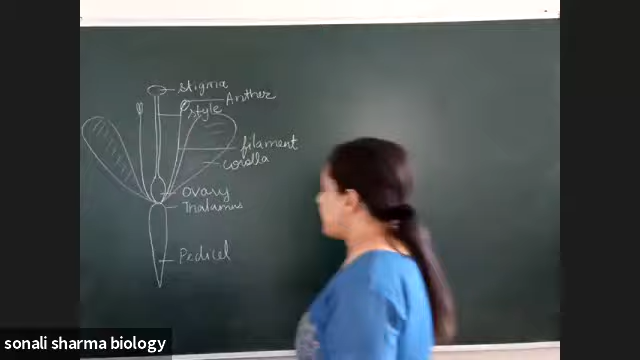 stigma
Anther
style
filament
corolla
ovary
Thalamus
Pedicel
sonali sharma biology